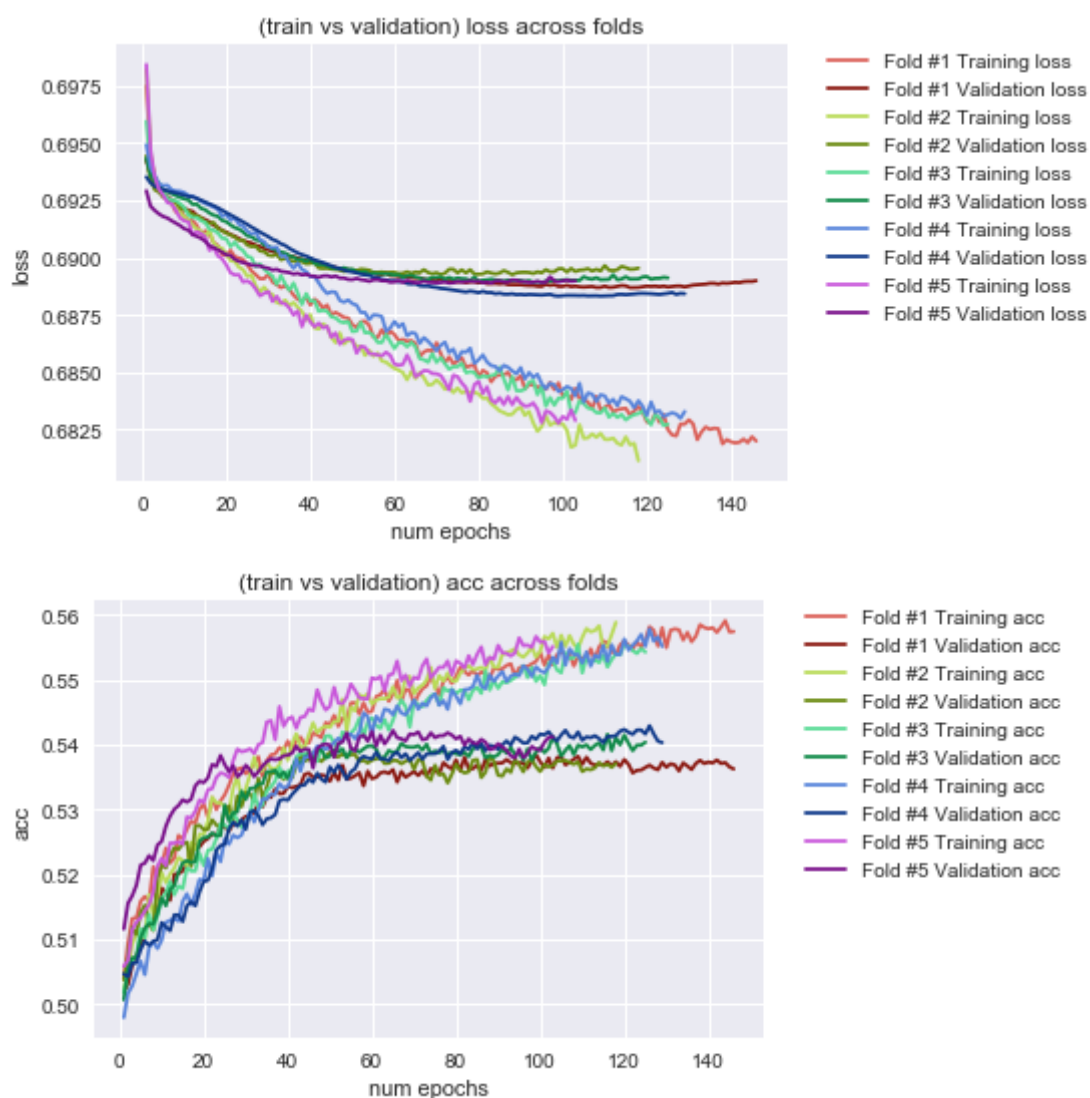 (train vs validation) loss across folds
0.6975
0.6950
0.6925
0.6900
0.6875
0.6850
0.6825
loss
0 20 40 60 80 100 120 140
num epochs
Fold #1 Training loss
Fold #1 Validation loss
Fold #2 Training loss
Fold #2 Validation loss
Fold #3 Training loss
Fold #3 Validation loss
Fold #4 Training loss
Fold #4 Validation loss
Fold #5 Training loss
Fold #5 Validation loss
(train vs validation) acc across folds
0.56
0.55
0.54
0.53
0.52
0.51
0.50
acc
0 20 40 60 80 100 120 140
num epochs
Fold #1 Training acc
Fold #1 Validation acc
Fold #2 Training acc
Fold #2 Validation acc
Fold #3 Training acc
Fold #3 Validation acc
Fold #4 Training acc
Fold #4 Validation acc
Fold #5 Training acc
Fold #5 Validation acc